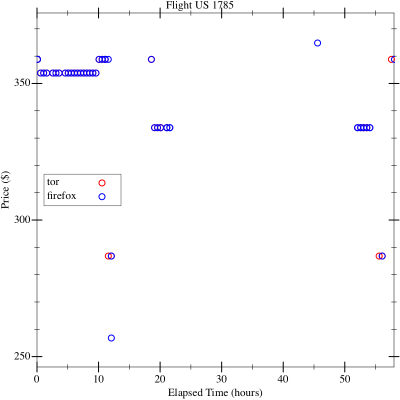 Flight US 1785
350
300
250
Price ($)
tor
firefox
0 10 20 30 40 50
Elapsed Time (hours)